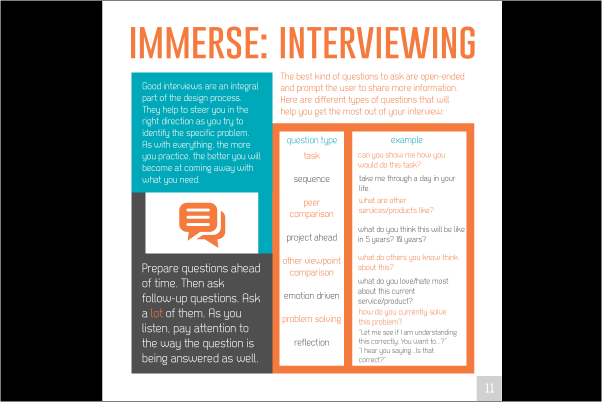 IMMERSE: INTERVIEWING
Good interviews are an integral
part of the design process.
They help to steer you in the
right direction as you try to
identify the specific problem.
As with everything, the more
you practice, the better you will
become at coming away with
what you need.
Prepare questions ahead
of time. Then ask
follow-up questions. Ask
a lot of them. As you
listen, pay attention to
the way the question is
being answered as well.
The best kind of questions to ask are open-ended
and prompt the user to share more information.
Here are different types of questions that will
help you get the most out of your interview:
question type
example
task
can you show me how you
would do this task?
sequence
take me through a day in your
life.
peer
comparison
what are other
services/products like?
project ahead
what do you think this will be like
in 5 years? 10 years?
other viewpoint
comparison
what do others you know think
about this?
emotion driven
what do you love/hate most
about this current
service/product?
problem solving
how do you currently solve
this problem?
reflection
"Let me see if I am understanding
this correctly. You want to...?"
"I hear you saying...Is that
correct?"
11